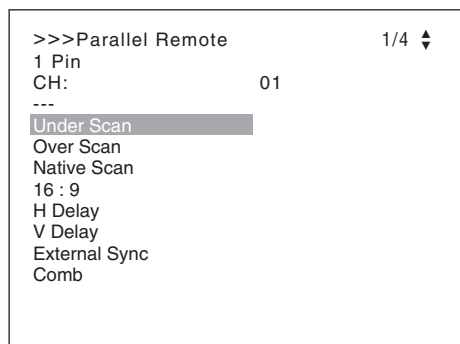 >>>Parallel Remote 1/4
1 Pin
CH: 01
---
Under Scan
Over Scan
Native Scan
16 : 9
H Delay
V Delay
External Sync
Comb